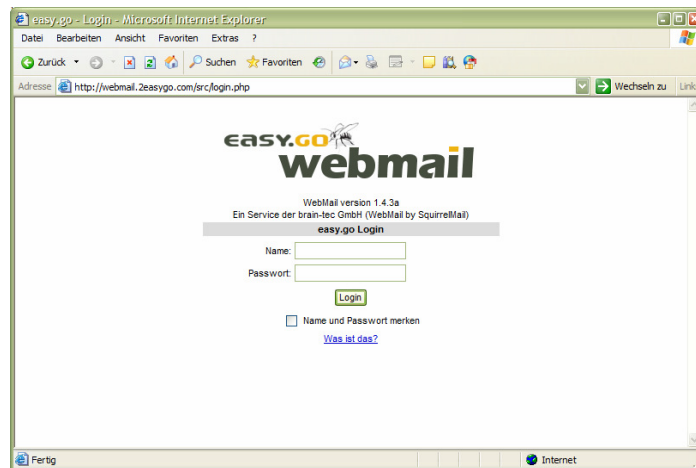 easy.go - Login - Microsoft Internet Explorer
Datei Bearbeiten Ansicht Favoriten Extras ?
Zurück Suchen Favoriten
Adresse http://webmail.2easygo.com/src/login.php Wechseln zu Links
easy.go
webmail
WebMail version 1.4.3a
Ein Service der brain-tec GmbH (WebMail by SquirrelMail)
easy.go Login
Name:
Passwort:
Login
Name und Passwort merken
Was ist das?
Fertig Internet